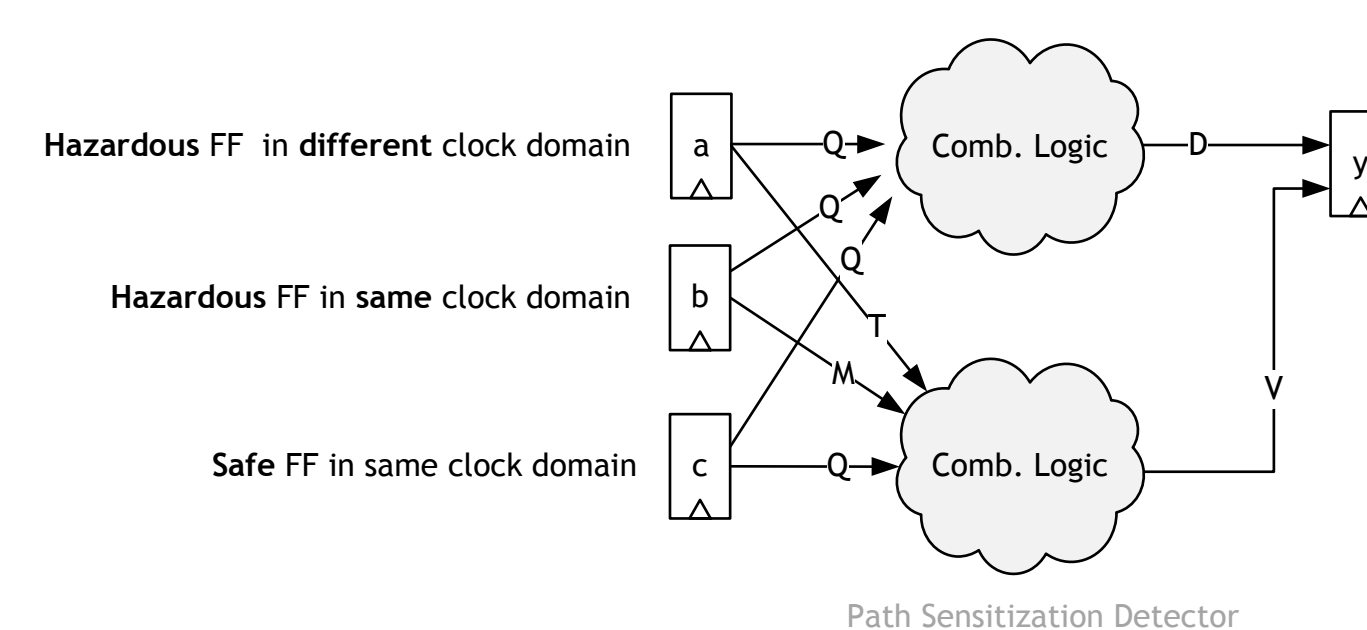 Hazardous FF in different clock domain
a
Q
Comb. Logic
D
y
Q
Hazardous FF in same clock domain
b
Q
T
M
V
Safe FF in same clock domain
c
Q
Comb. Logic
Path Sensitization Detector